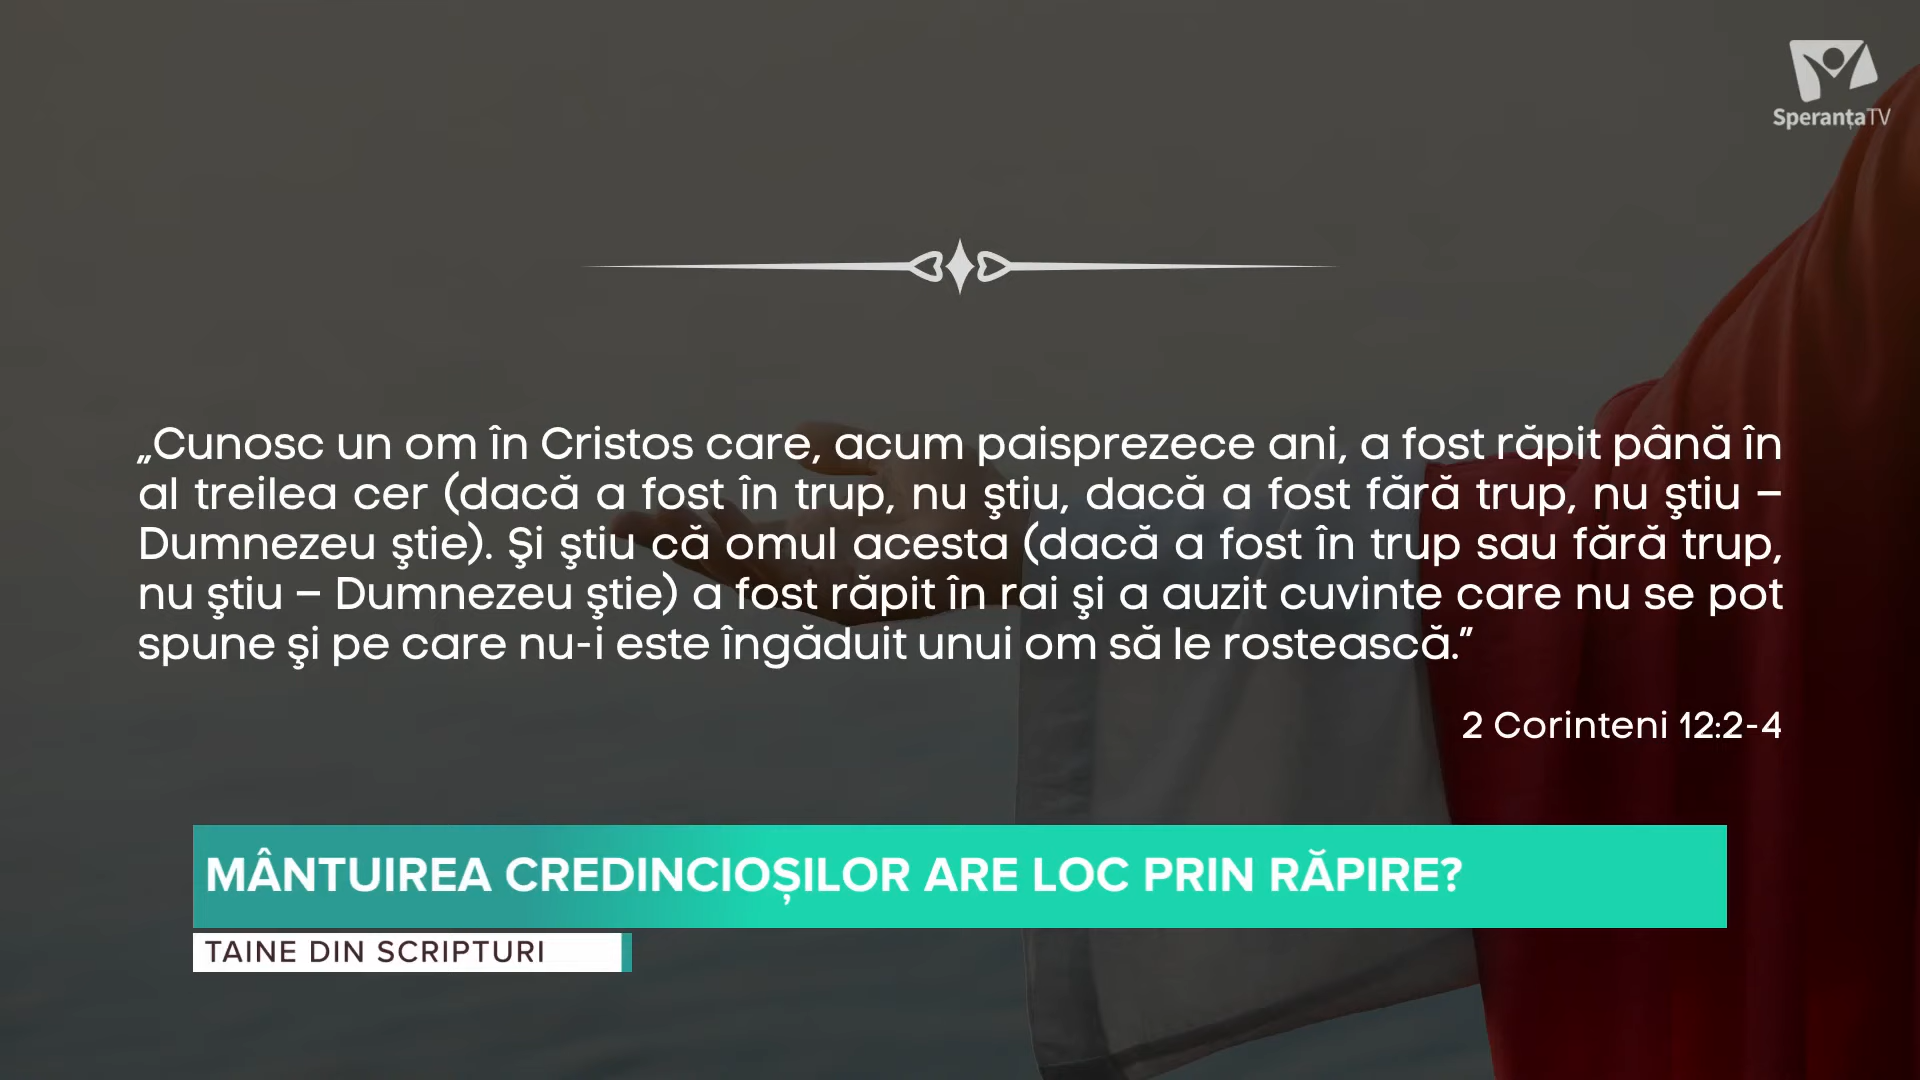 SperanțaTV
„Cunosc un om în Cristos care, acum paisprezece ani, a fost răpit până în
al treilea cer (dacă a fost în trup, nu ştiu, dacă a fost fără trup, nu ştiu –
Dumnezeu ştie). Şi ştiu că omul acesta (dacă a fost în trup sau fără trup,
nu ştiu – Dumnezeu ştie) a fost răpit în rai şi a auzit cuvinte care nu se pot
spune şi pe care nu-i este îngăduit unui om să le rostească.”
2 Corinteni 12:2-4
MÂNTUIREA CREDINCIOȘILOR ARE LOC PRIN RĂPIRE?
TAINE DIN SCRIPTURI